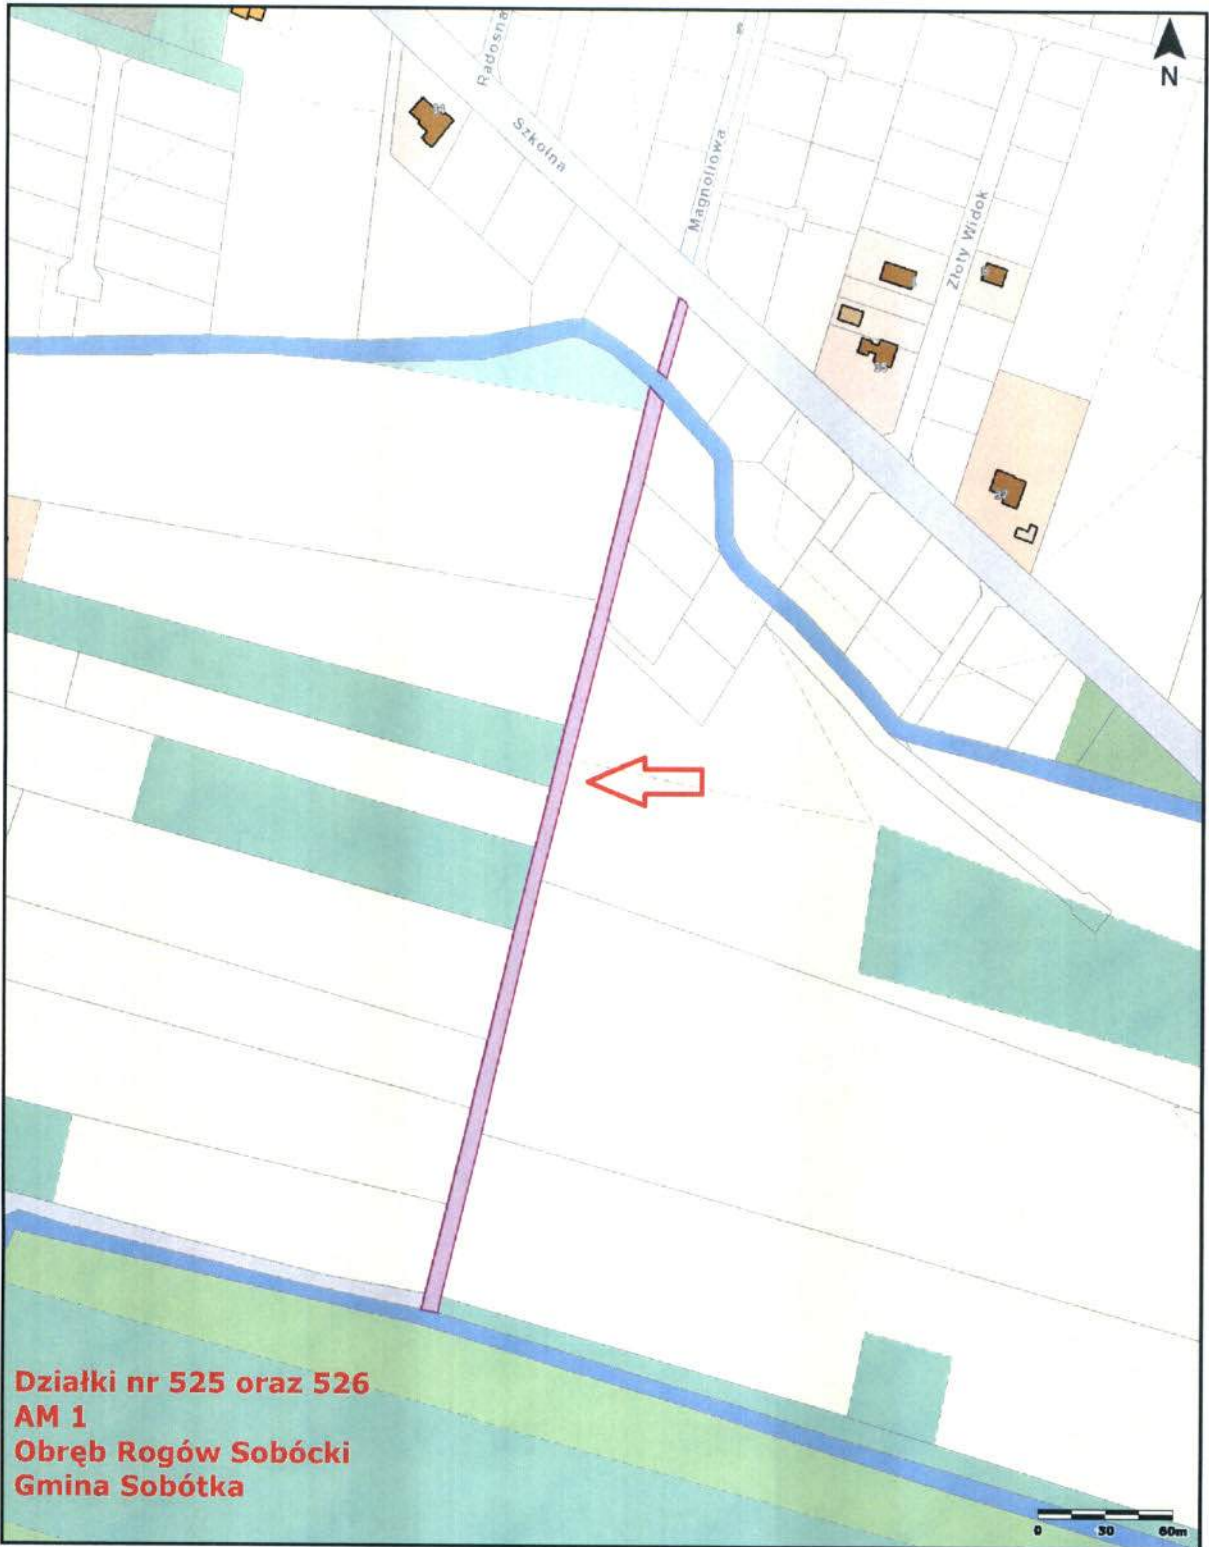 N
Radosna
Szkolna
Magnoliowa
Złoty Widok
Działki nr 525 oraz 526
AM 1
Obręb Rogów Sobócki
Gmina Sobótka
0 30 60m